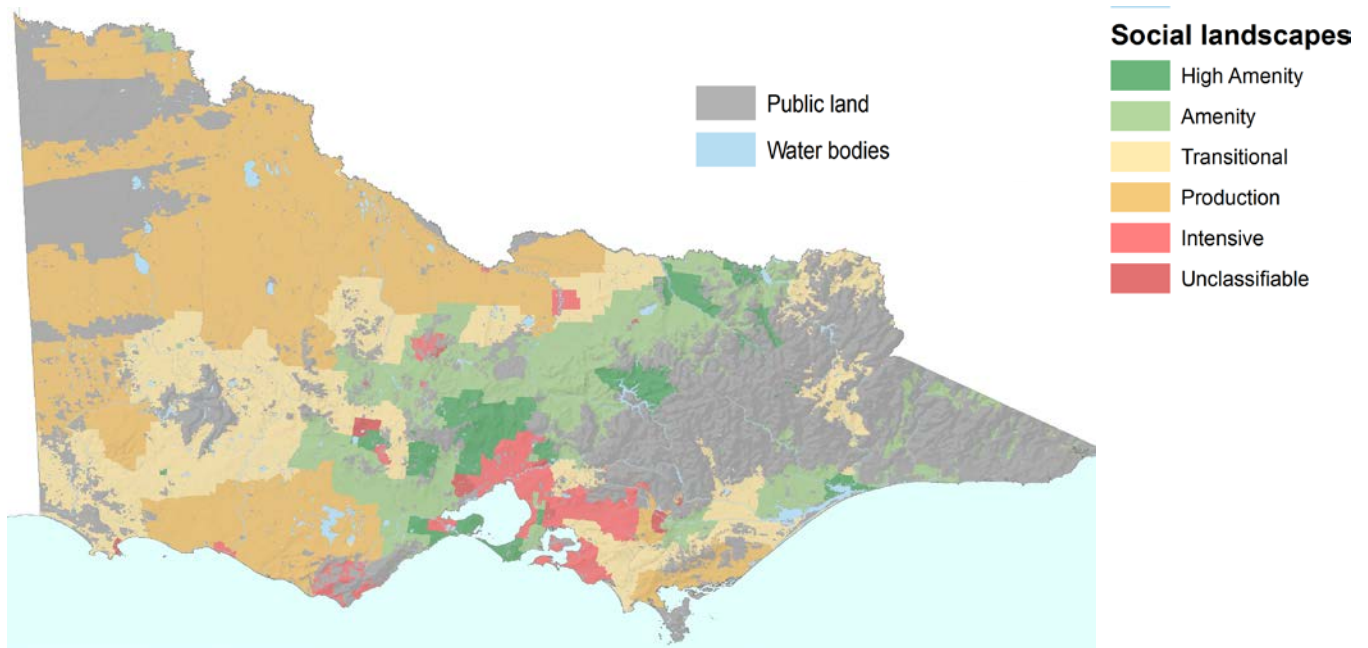 Public land
Water bodies
Social landscapes
High Amenity
Amenity
Transitional
Production
Intensive
Unclassifiable